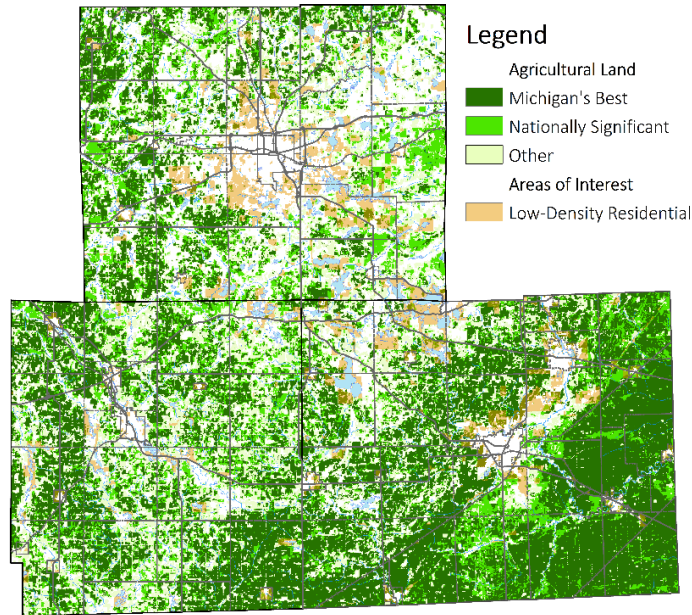 Legend
Agricultural Land
Michigan's Best
Nationally Significant
Other
Areas of Interest
Low-Density Residential